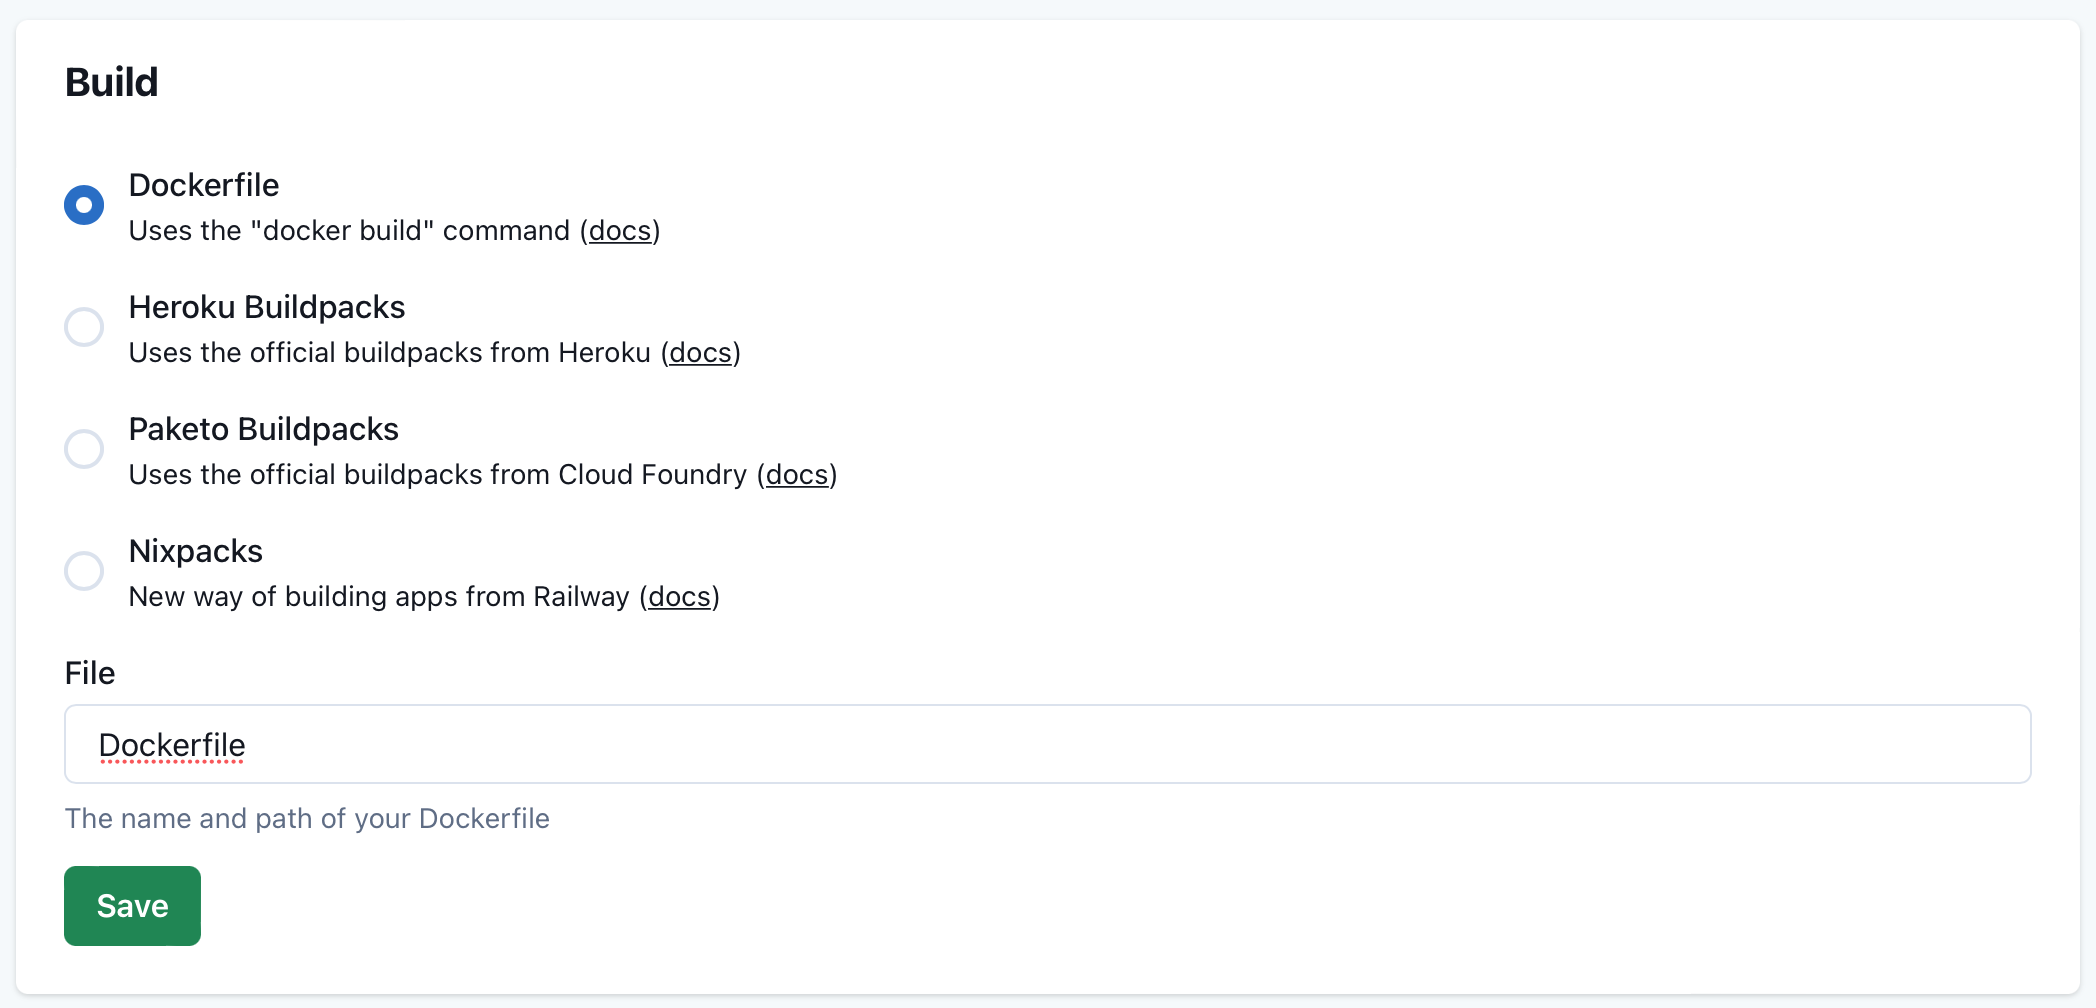 Build
Dockerfile
Uses the "docker build" command (docs)
Heroku Buildpacks
Uses the official buildpacks from Heroku (docs)
Paketo Buildpacks
Uses the official buildpacks from Cloud Foundry (docs)
Nixpacks
New way of building apps from Railway (docs)
File
Dockerfile
The name and path of your Dockerfile
Save